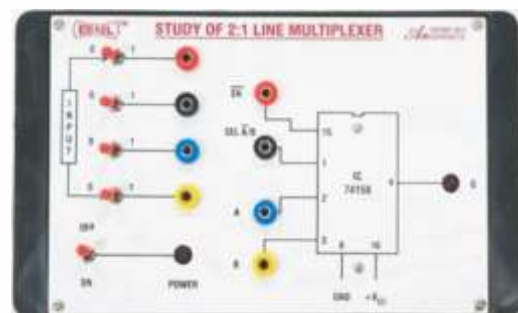 STUDY OF 2:1 LINE MULTIPLEXER
0 1
0 1
0 1
0 1
INPUT
OFF
ON
POWER
EN
SEL A/B
A
B
15
1
2
3
IC
74158
4
8 16
GND +VCC